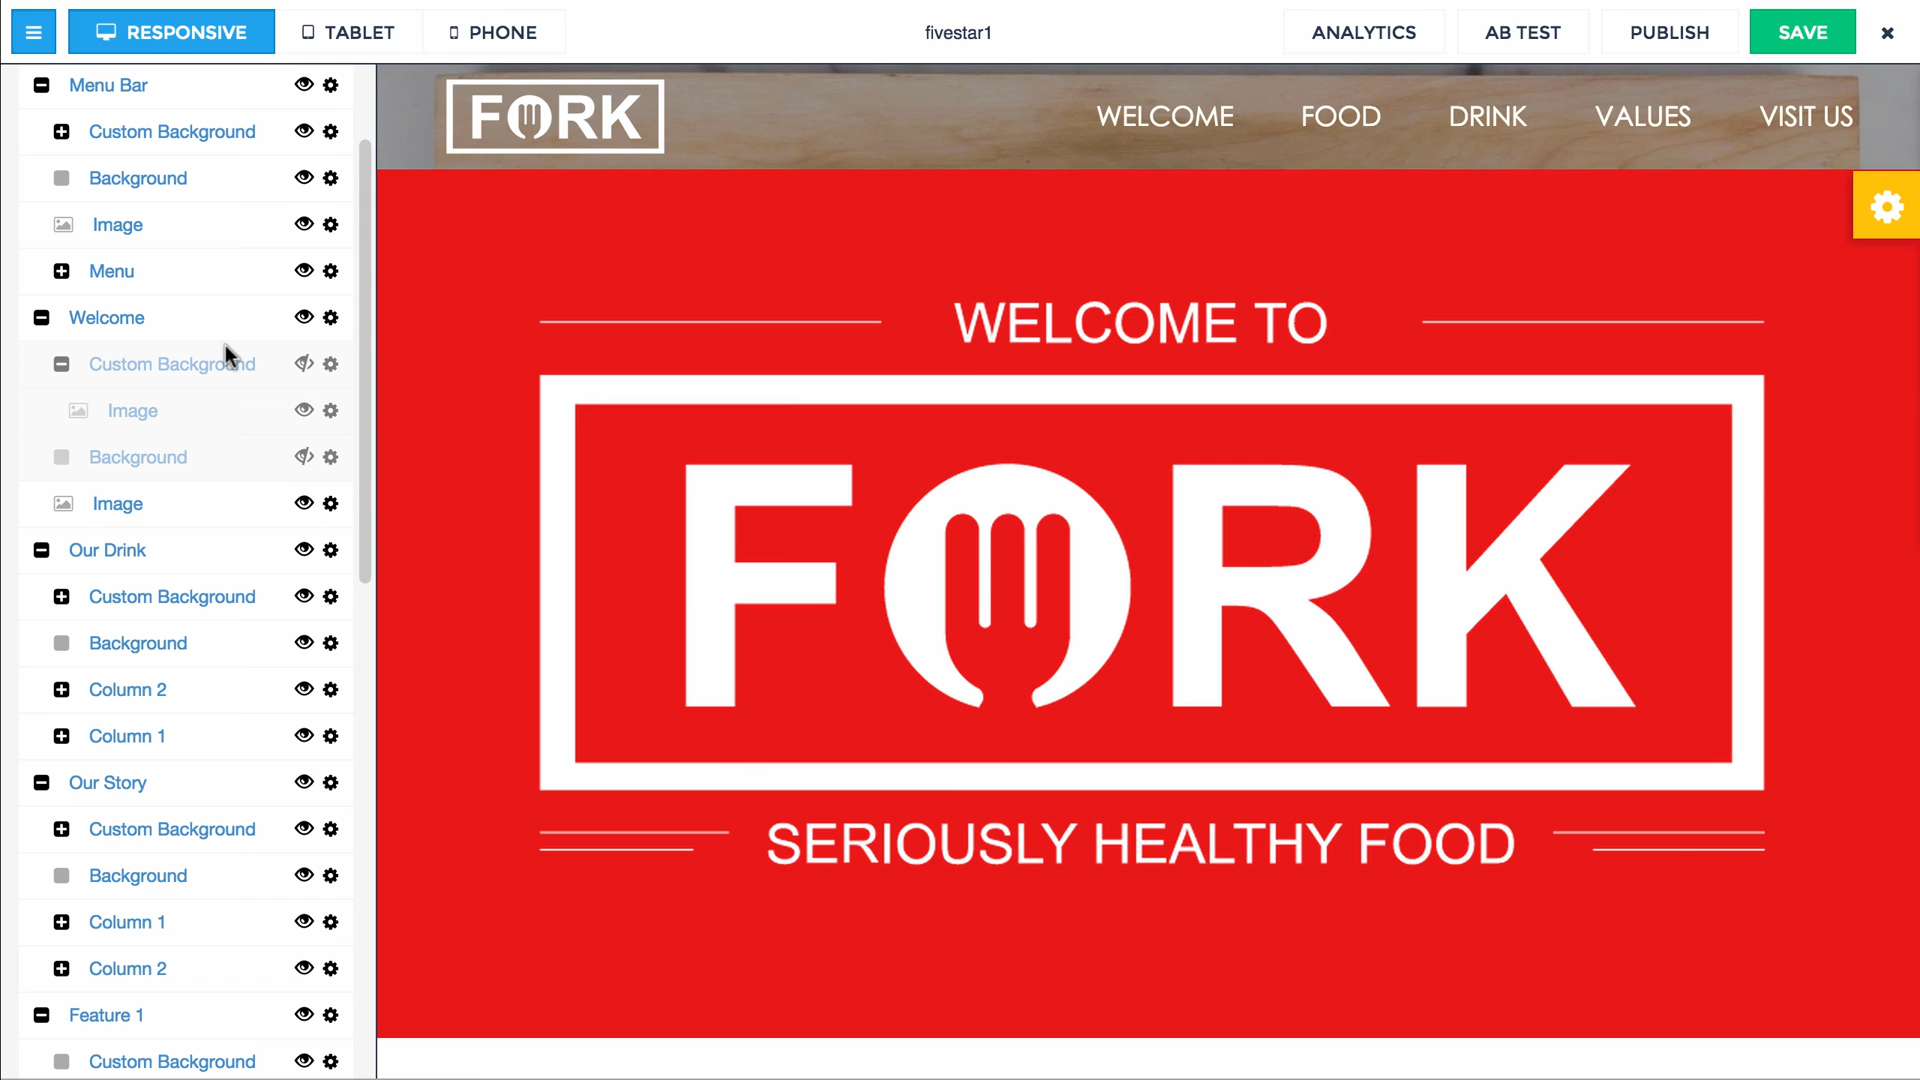 RESPONSIVE TABLET PHONE fivestar1 ANALYTICS AB TEST PUBLISH SAVE
Menu Bar
Custom Background
Background
Image
Menu
Welcome
Custom Background
Image
Background
Image
Our Drink
Custom Background
Background
Column 2
Column 1
Our Story
Custom Background
Background
Column 1
Column 2
Feature 1
Custom Background
FORK WELCOME FOOD DRINK VALUES VISIT US
WELCOME TO
FORK
SERIOUSLY HEALTHY FOOD